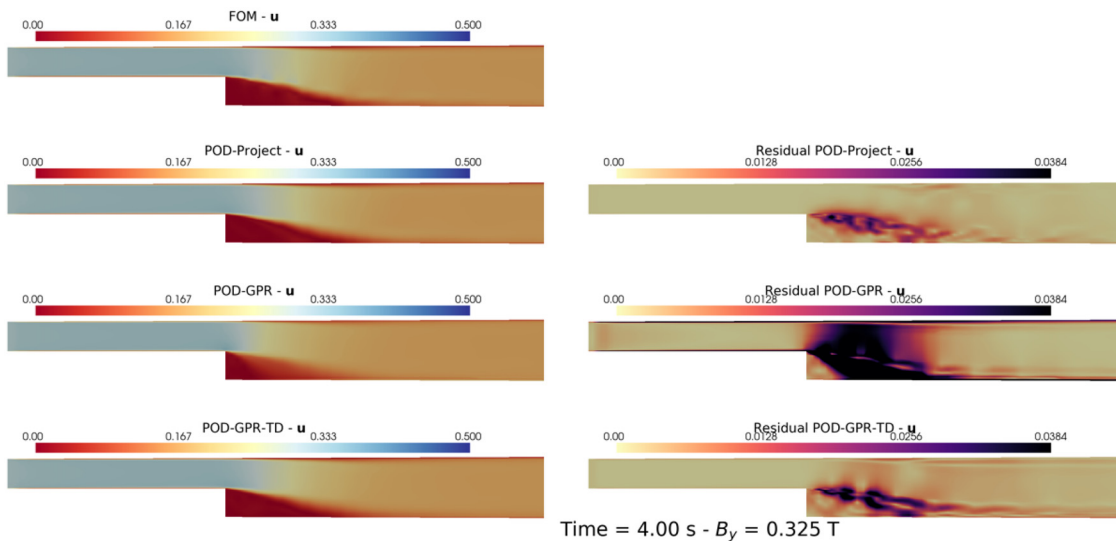 FOM - u
0.00 0.167 0.333 0.500
POD-Project - u
0.00 0.167 0.333 0.500
Residual POD-Project - u
0.00 0.0128 0.0256 0.0384
POD-GPR - u
0.00 0.167 0.333 0.500
Residual POD-GPR - u
0.00 0.0128 0.0256 0.0384
POD-GPR-TD - u
0.00 0.167 0.333 0.500
Residual POD-GPR-TD - u
0.00 0.0128 0.0256 0.0384
Time = 4.00 s - B_y = 0.325 T